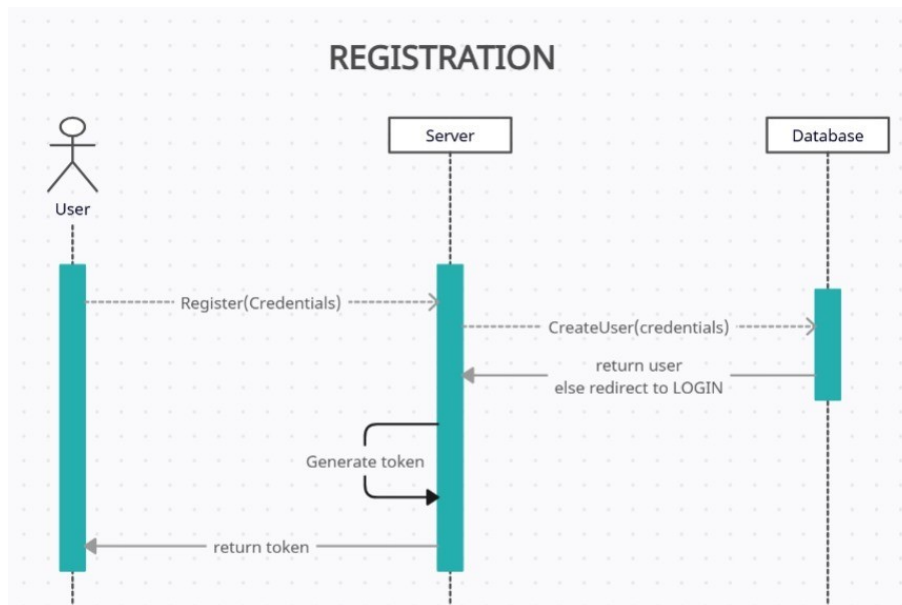 REGISTRATION
Server
Database
User
Register(Credentials)
CreateUser(credentials)
return user
else redirect to LOGIN
Generate token
return token